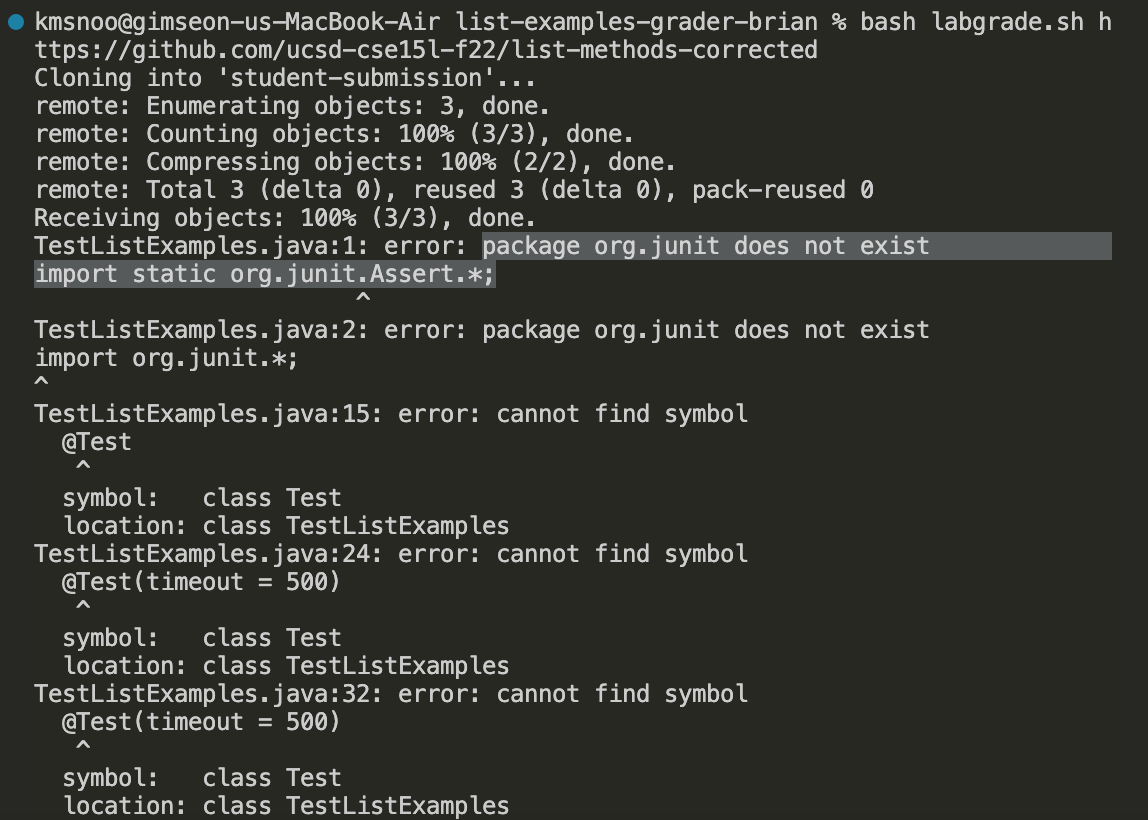 kmsnoo@gimseon-us-MacBook-Air list-examples-grader-brian % bash labgrade.sh h
ttps://github.com/ucsd-cse15l-f22/list-methods-corrected
Cloning into 'student-submission'...
remote: Enumerating objects: 3, done.
remote: Counting objects: 100% (3/3), done.
remote: Compressing objects: 100% (2/2), done.
remote: Total 3 (delta 0), reused 3 (delta 0), pack-reused 0
Receiving objects: 100% (3/3), done.
TestListExamples.java:1: error: package org.junit does not exist
import static org.junit.Assert.*;
                       ^
TestListExamples.java:2: error: package org.junit does not exist
import org.junit.*;
^
TestListExamples.java:15: error: cannot find symbol
  @Test
   ^
  symbol:   class Test
  location: class TestListExamples
TestListExamples.java:24: error: cannot find symbol
  @Test(timeout = 500)
   ^
  symbol:   class Test
  location: class TestListExamples
TestListExamples.java:32: error: cannot find symbol
  @Test(timeout = 500)
   ^
  symbol:   class Test
  location: class TestListExamples